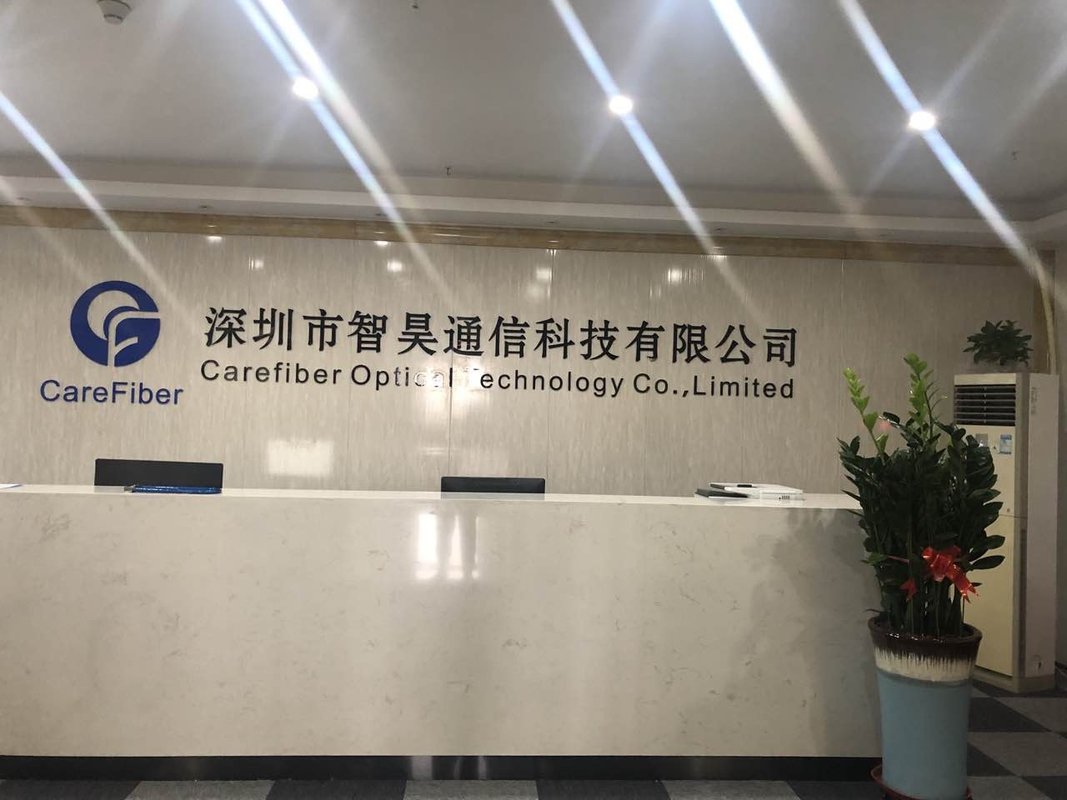 深圳市智昊通信科技有限公司
Carefiber Optical Technology Co.,Limited
CareFiber